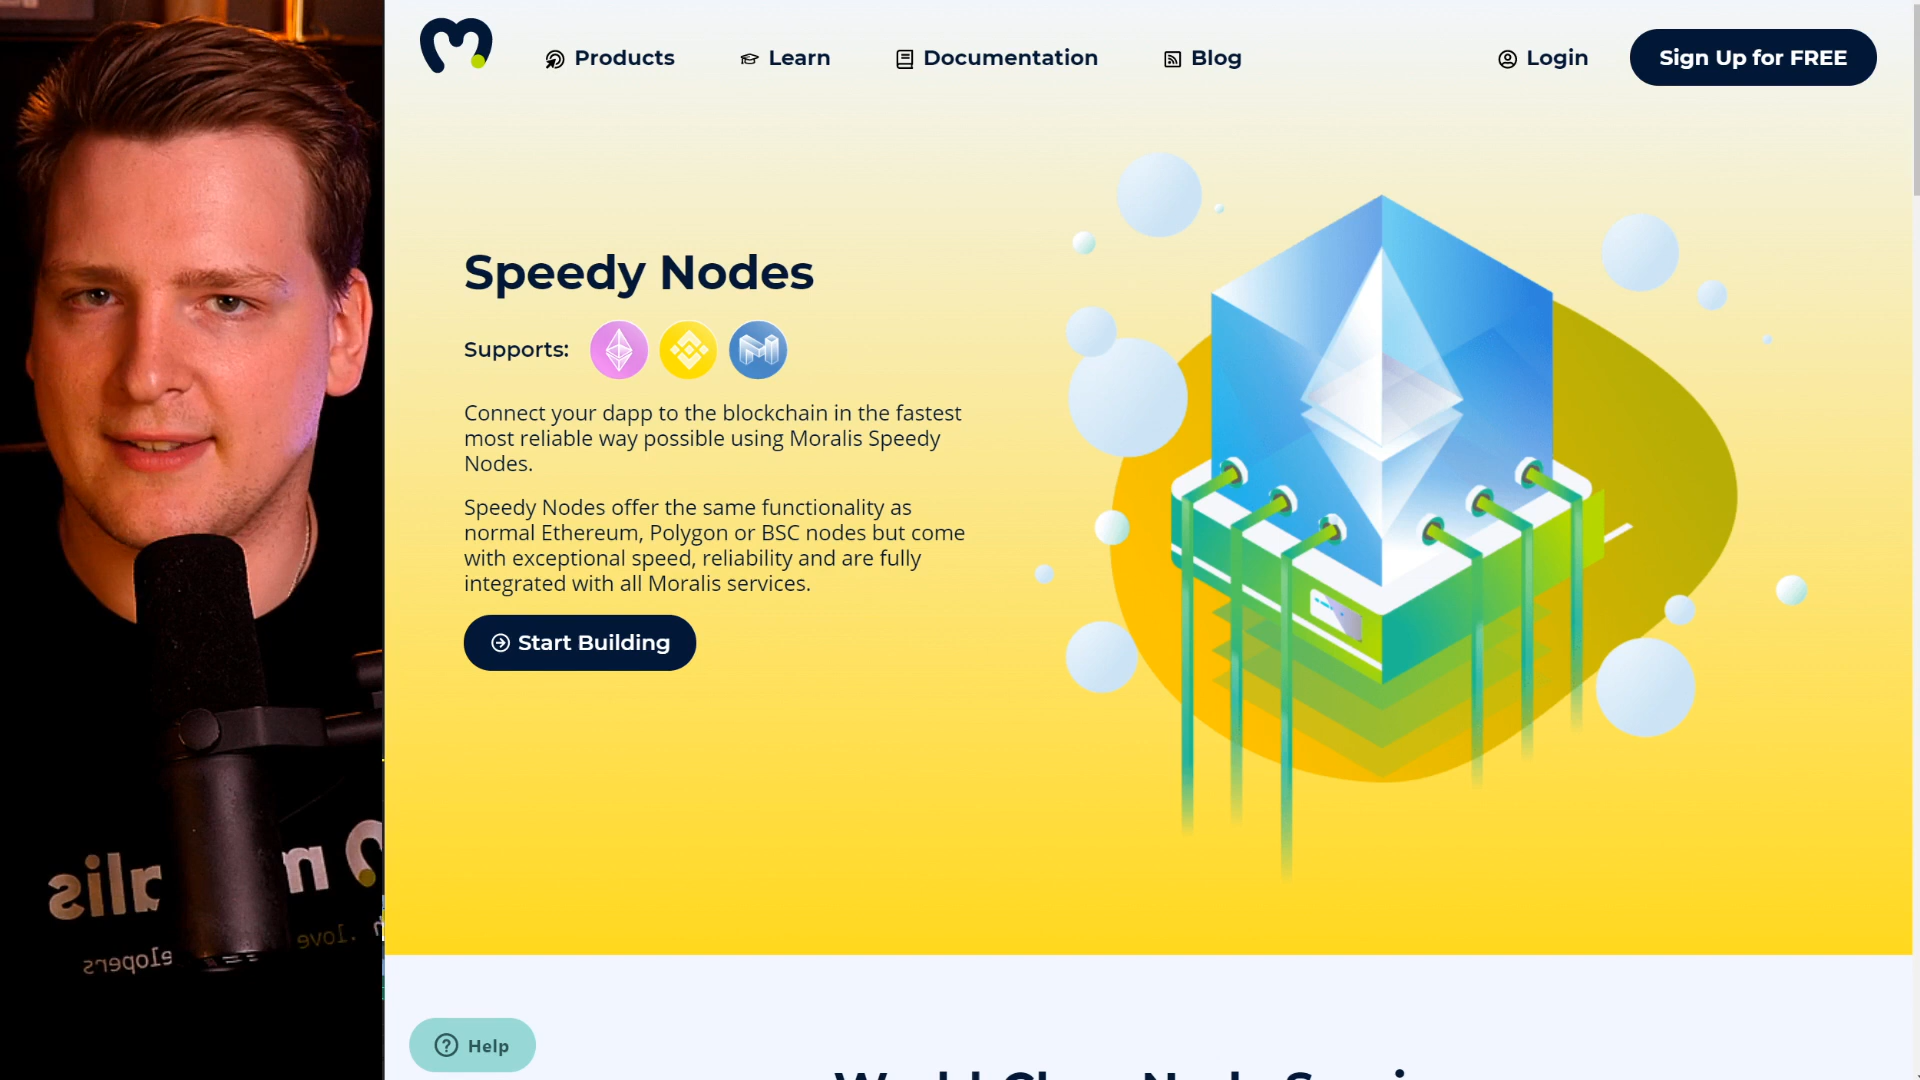 Products
Learn
Documentation
Blog
Login
Sign Up for FREE
Speedy Nodes
Supports:
Connect your dapp to the blockchain in the fastest
most reliable way possible using Moralis Speedy
Nodes.
Speedy Nodes offer the same functionality as
normal Ethereum, Polygon or BSC nodes but come
with exceptional speed, reliability and are fully
integrated with all Moralis services.
Start Building
Help